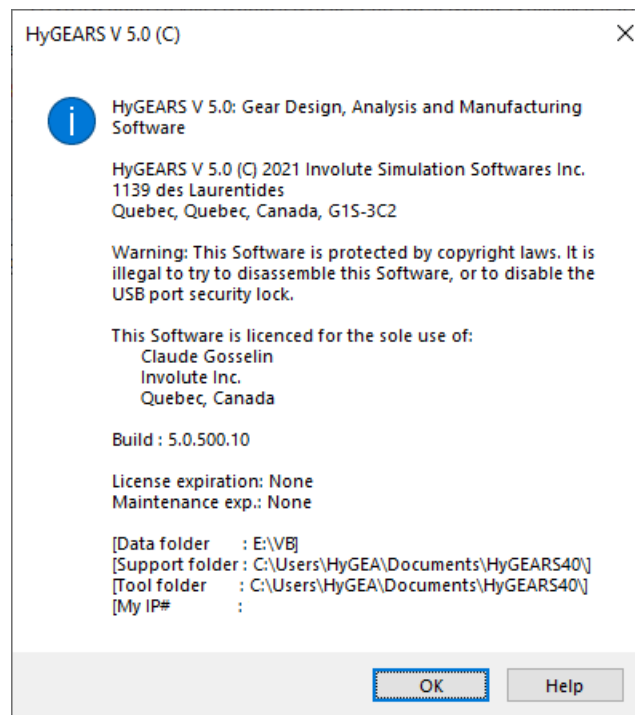 HyGEARS V 5.0 (C)
HyGEARS V 5.0: Gear Design, Analysis and Manufacturing
Software
HyGEARS V 5.0 (C) 2021 Involute Simulation Softwares Inc.
1139 des Laurentides
Quebec, Quebec, Canada, G1S-3C2
Warning: This Software is protected by copyright laws. It is
illegal to try to disassemble this Software, or to disable the
USB port security lock.
This Software is licenced for the sole use of:
Claude Gosselin
Involute Inc.
Quebec, Canada
Build : 5.0.500.10
License expiration: None
Maintenance exp.: None
[Data folder : E:\VB]
[Support folder : C:\Users\HyGEA\Documents\HyGEARS40\]
[Tool folder : C:\Users\HyGEA\Documents\HyGEARS40\]
[My IP# :
OK Help